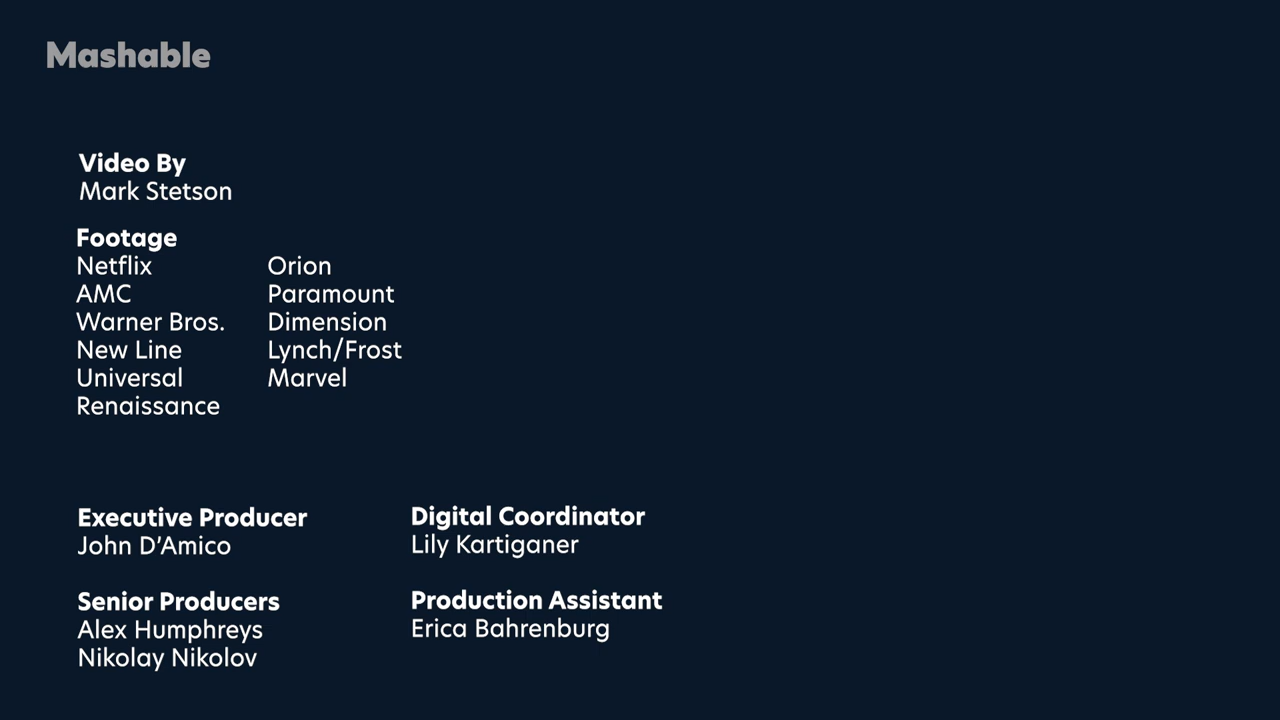 Mashable
Video By
Mark Stetson
Footage
Netflix
AMC
Warner Bros.
New Line
Universal
Renaissance
Orion
Paramount
Dimension
Lynch/Frost
Marvel
Executive Producer
John D’Amico
Senior Producers
Alex Humphreys
Nikolay Nikolov
Digital Coordinator
Lily Kartiganer
Production Assistant
Erica Bahrenburg